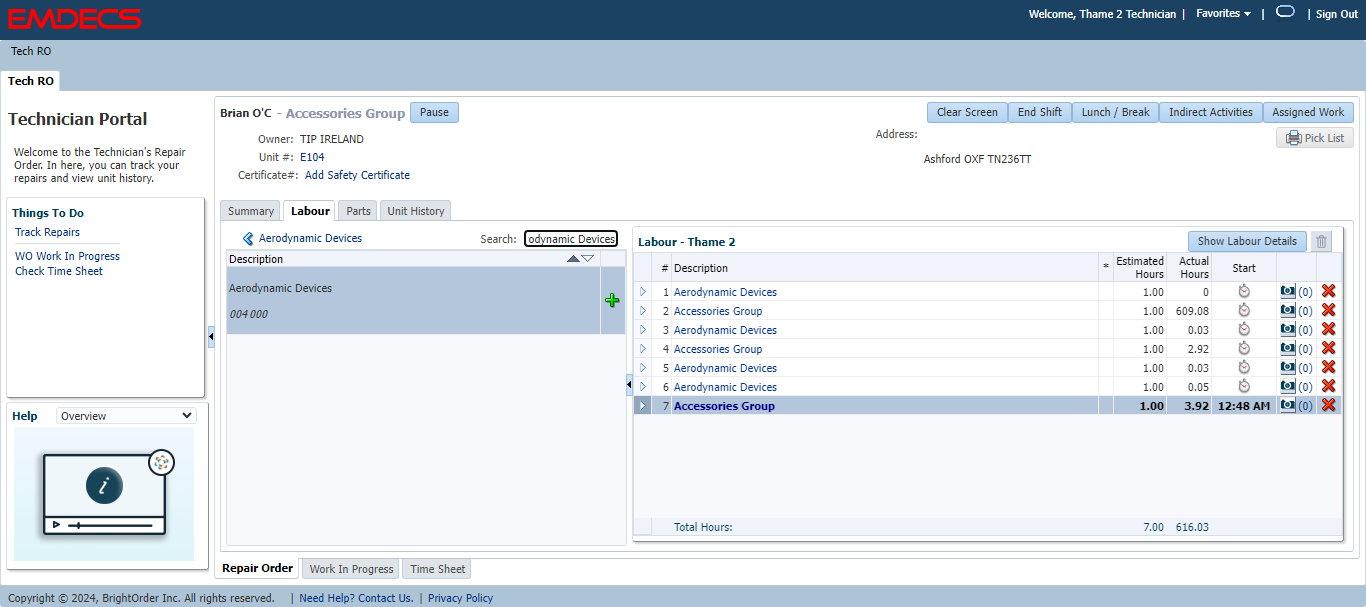 EMDECS
Welcome, Thame 2 Technician | Favorites | | Sign Out
Tech RO
Tech RO
Technician Portal
Welcome to the Technician's Repair
Order. In here, you can track your
repairs and view unit history.
Things To Do
Track Repairs
WO Work In Progress
Check Time Sheet
Help Overview
Brian O'C - Accessories Group Pause
Clear Screen End Shift Lunch / Break Indirect Activities Assigned Work
Owner: TIP IRELAND
Unit #: E104
Certificate#: Add Safety Certificate
Address:
Ashford OXF TN236TT
Pick List
Summary Labour Parts Unit History
Aerodynamic Devices Search: odynamic Devices
Description
Aerodynamic Devices
004 000
Labour - Thame 2 Show Labour Details
# Description * Estimated Hours Actual Hours Start
1 Aerodynamic Devices 1.00 0 (0)
2 Accessories Group 1.00 609.08 (0)
3 Aerodynamic Devices 1.00 0.03 (0)
4 Accessories Group 1.00 2.92 (0)
5 Aerodynamic Devices 1.00 0.03 (0)
6 Aerodynamic Devices 1.00 0.05 (0)
7 Accessories Group 1.00 3.92 12:48 AM (0)
Total Hours: 7.00 616.03
Repair Order Work In Progress Time Sheet
Copyright © 2024, BrightOrder Inc. All rights reserved. | Need Help? Contact Us. | Privacy Policy